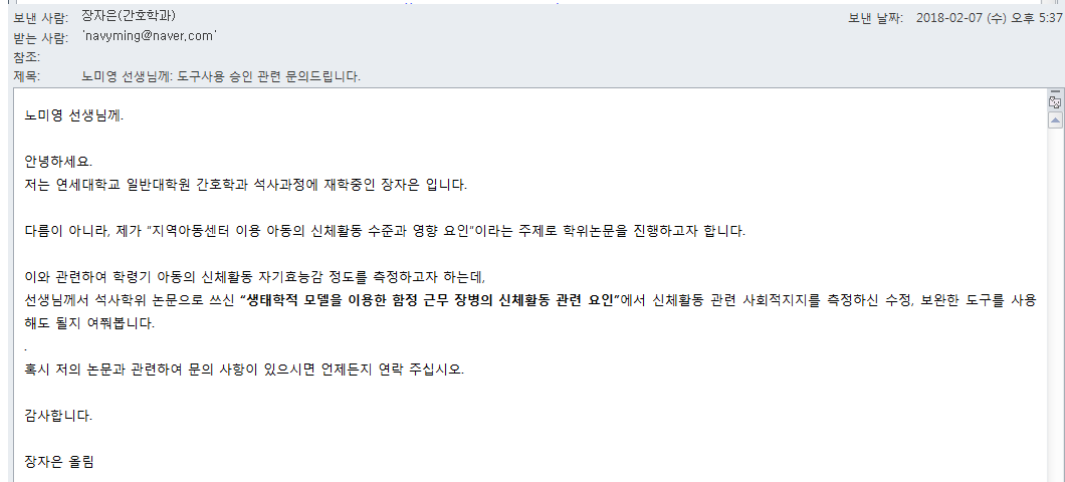 보낸 사람: 장자은(간호학과) 보낸 날짜: 2018-02-07 (수) 오후 5:37
받는 사람: 'navyming@naver.com'
참조:
제목: 노미영 선생님께: 도구사용 승인 관련 문의드립니다.
노미영 선생님께.
안녕하세요.
저는 연세대학교 일반대학원 간호학과 석사과정에 재학중인 장자은 입니다.
다름이 아니라, 제가 "지역아동센터 이용 아동의 신체활동 수준과 영향 요인"이라는 주제로 학위논문을 진행하고자 합니다.
이와 관련하여 학령기 아동의 신체활동 자기효능감 정도를 측정하고자 하는데,
선생님께서 석사학위 논문으로 쓰신 "생태학적 모델을 이용한 함정 근무 장병의 신체활동 관련 요인"에서 신체활동 관련 사회적지지를 측정하신 수정, 보완한 도구를 사용
해도 될지 여쭤봅니다.
.
혹시 저의 논문과 관련하여 문의 사항이 있으시면 언제든지 연락 주십시오.
감사합니다.
장자은 올림